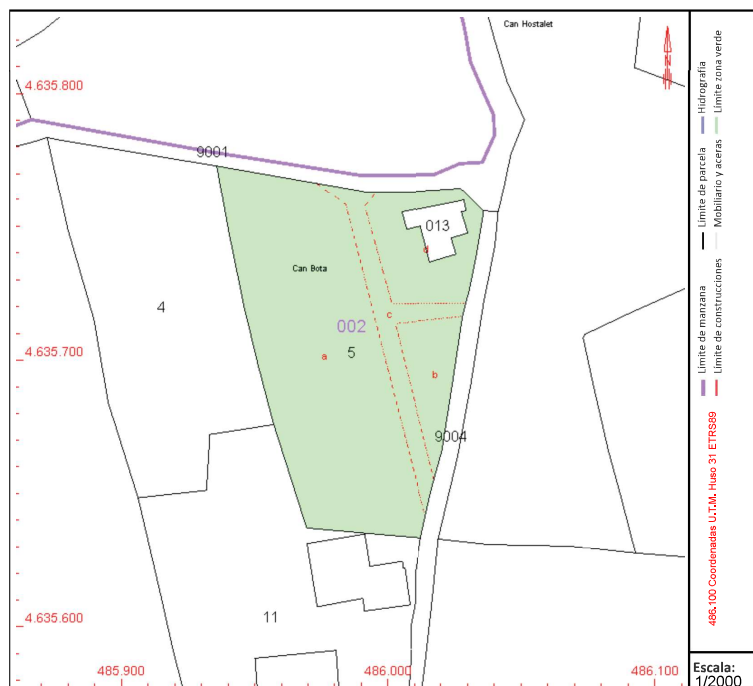 Can Hostalet
N
4.635.800
9001
013
d
Can Bota
4
c
002
5
4.635.700
a
b
9004
4.635.600
11
485.900
486.000
486.100
Hidrografía
Límite zona verde
Límite de parcela
Mobiliario y aceras
Límite de manzana
Límite de construcciones
486.100 Coordenadas U.T.M. Huso 31 ETRS89
Escala:
1/2000